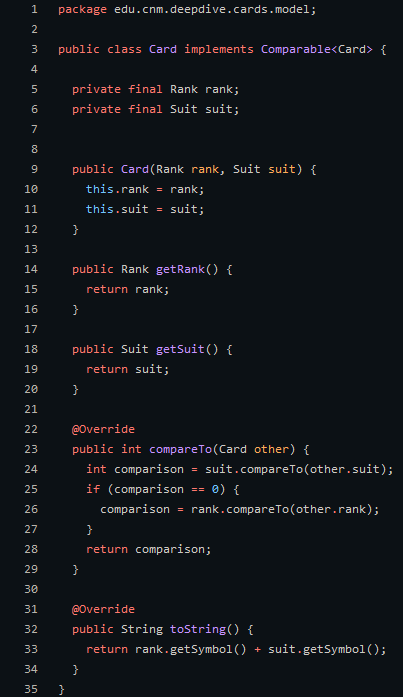 1 package edu.cnm.deepdive.cards.model;
2
3 public class Card implements Comparable<Card> {
4
5   private final Rank rank;
6   private final Suit suit;
7
8
9   public Card(Rank rank, Suit suit) {
10     this.rank = rank;
11     this.suit = suit;
12   }
13
14   public Rank getRank() {
15     return rank;
16   }
17
18   public Suit getSuit() {
19     return suit;
20   }
21
22   @Override
23   public int compareTo(Card other) {
24     int comparison = suit.compareTo(other.suit);
25     if (comparison == 0) {
26       comparison = rank.compareTo(other.rank);
27     }
28     return comparison;
29   }
30
31   @Override
32   public String toString() {
33     return rank.getSymbol() + suit.getSymbol();
34   }
35 }